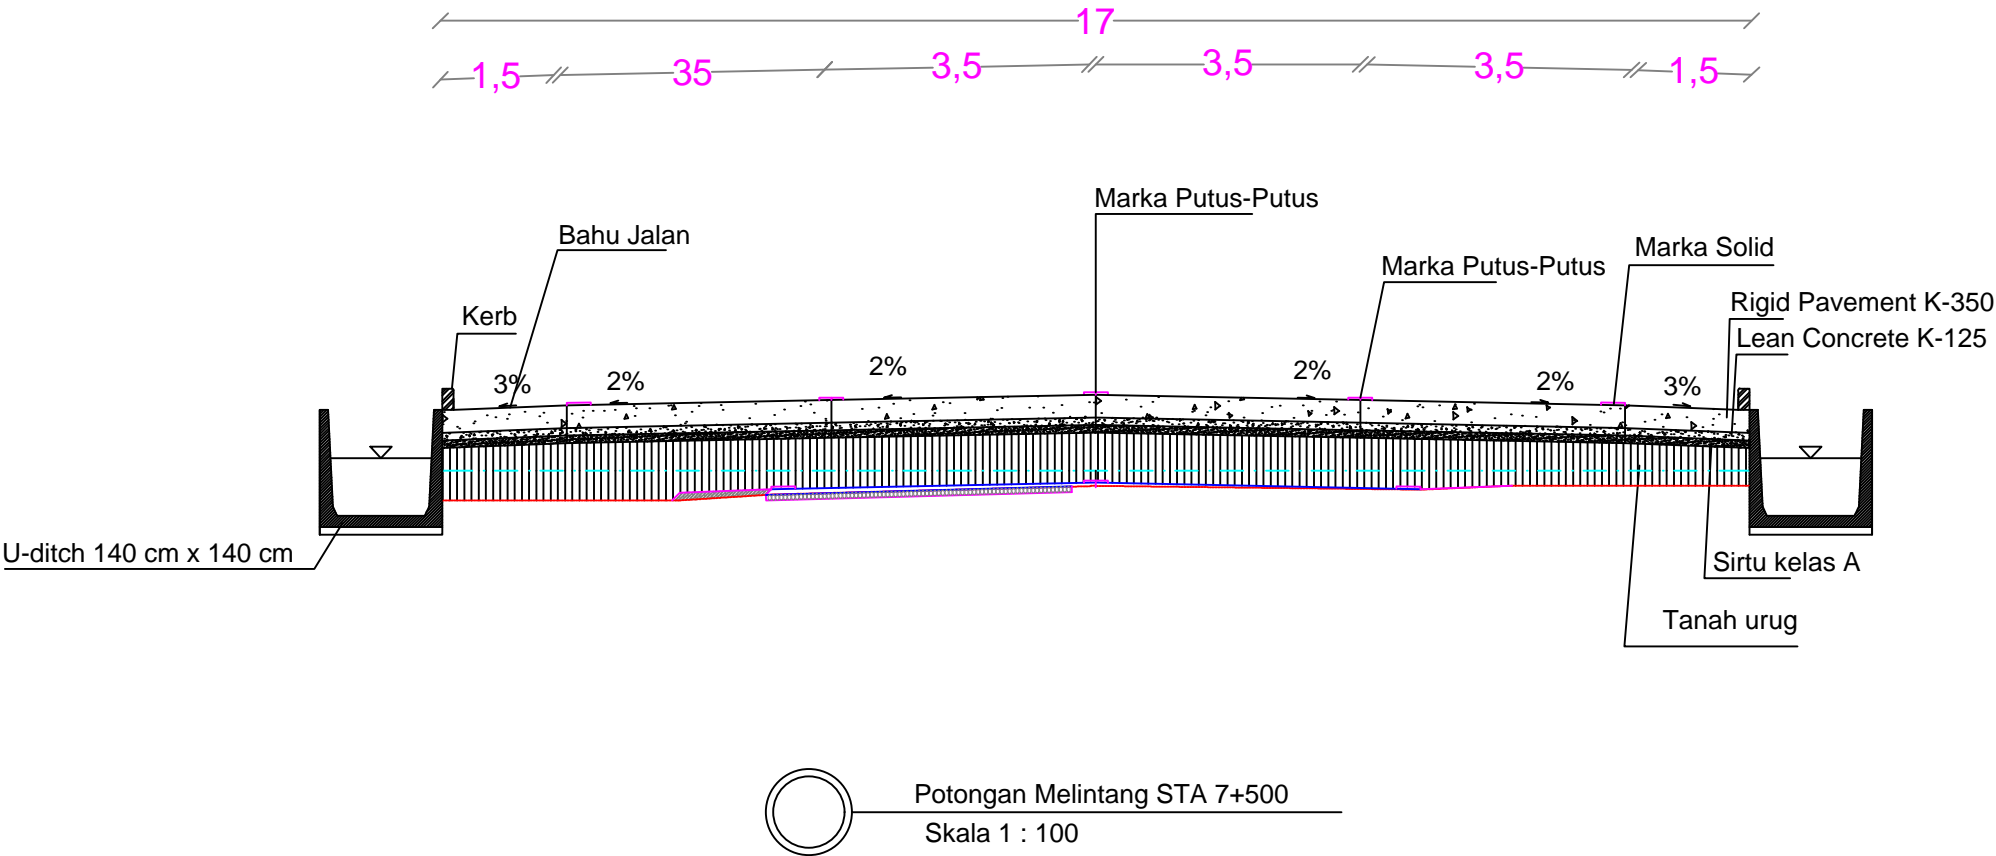 17
1,5
35
3,5
3,5
3,5
1,5
Marka Putus-Putus
Bahu Jalan
Marka Solid
Marka Putus-Putus
Kerb
Rigid Pavement K-350
Lean Concrete K-125
3%
2%
2%
2%
2%
3%
U-ditch 140 cm x 140 cm
Sirtu kelas A
Tanah urug
Potongan Melintang STA 7+500
Skala 1 : 100